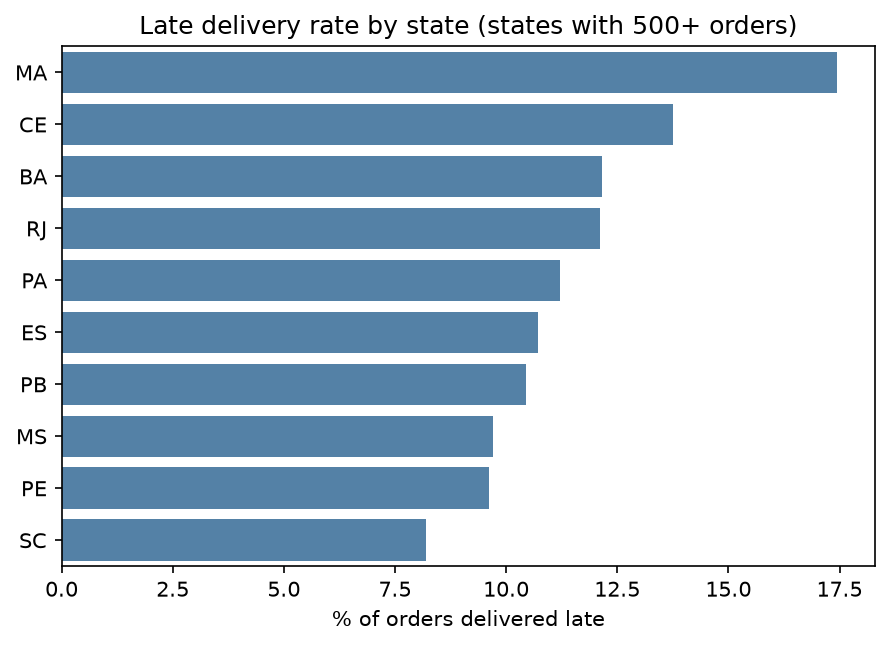 Late delivery rate by state (states with 500+ orders)
MA
CE
BA
RJ
PA
ES
PB
MS
PE
SC
0.0 2.5 5.0 7.5 10.0 12.5 15.0 17.5
% of orders delivered late